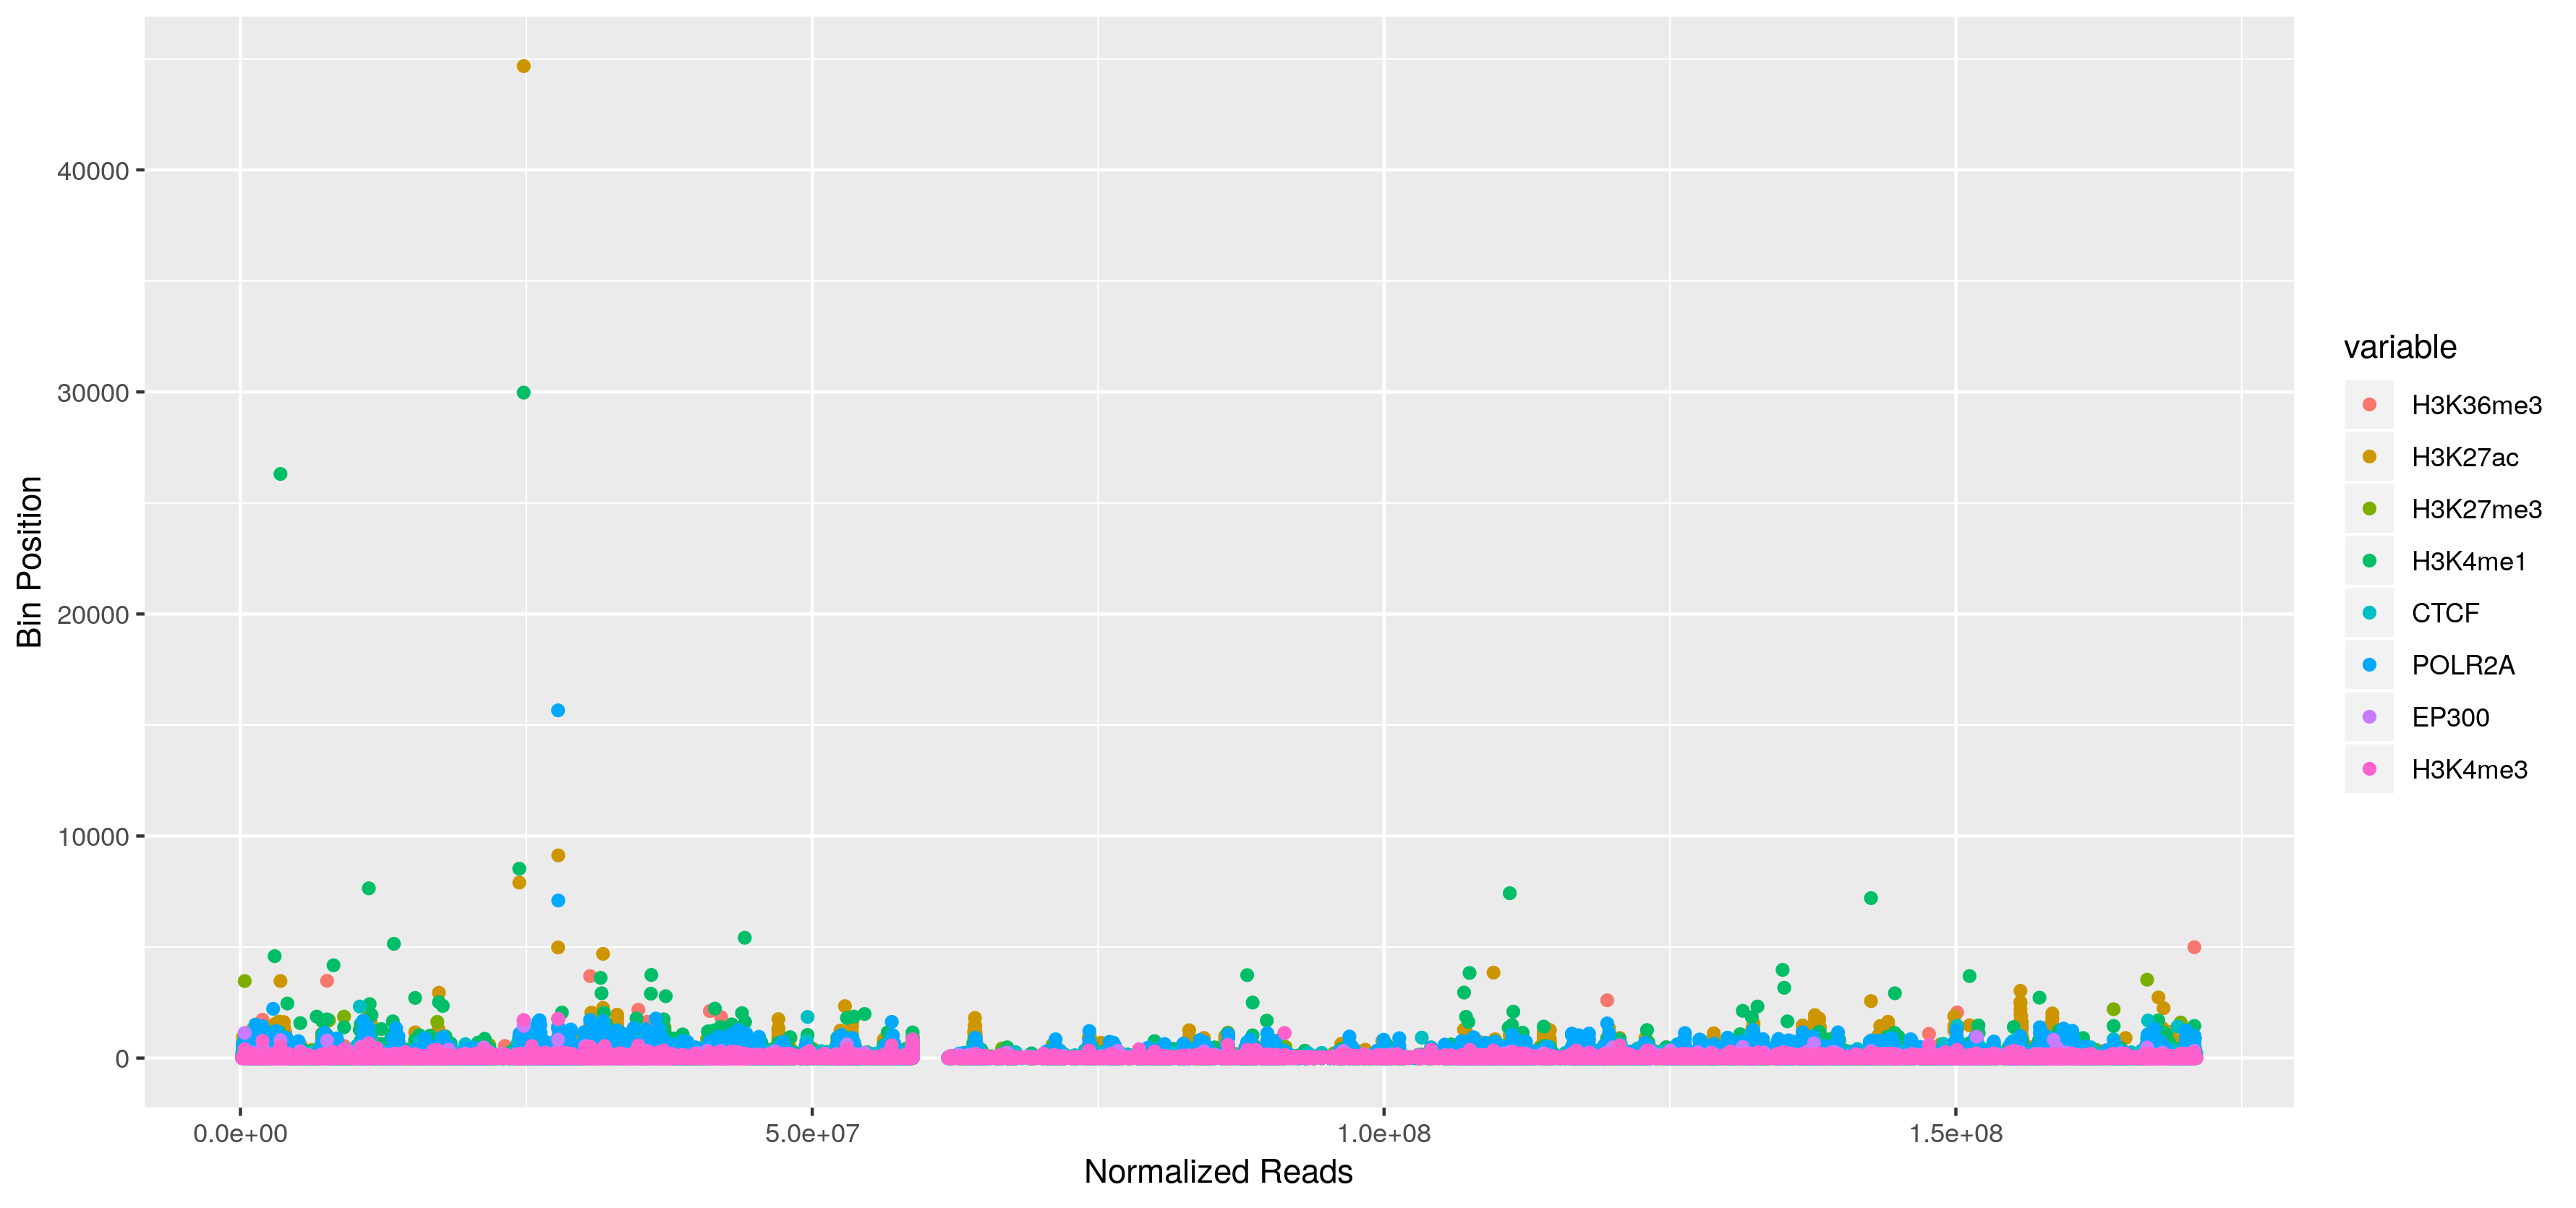 40000
30000
20000
10000
0
Bin Position
0.0e+00
5.0e+07
1.0e+08
1.5e+08
Normalized Reads
variable
H3K36me3
H3K27ac
H3K27me3
H3K4me1
CTCF
POLR2A
EP300
H3K4me3